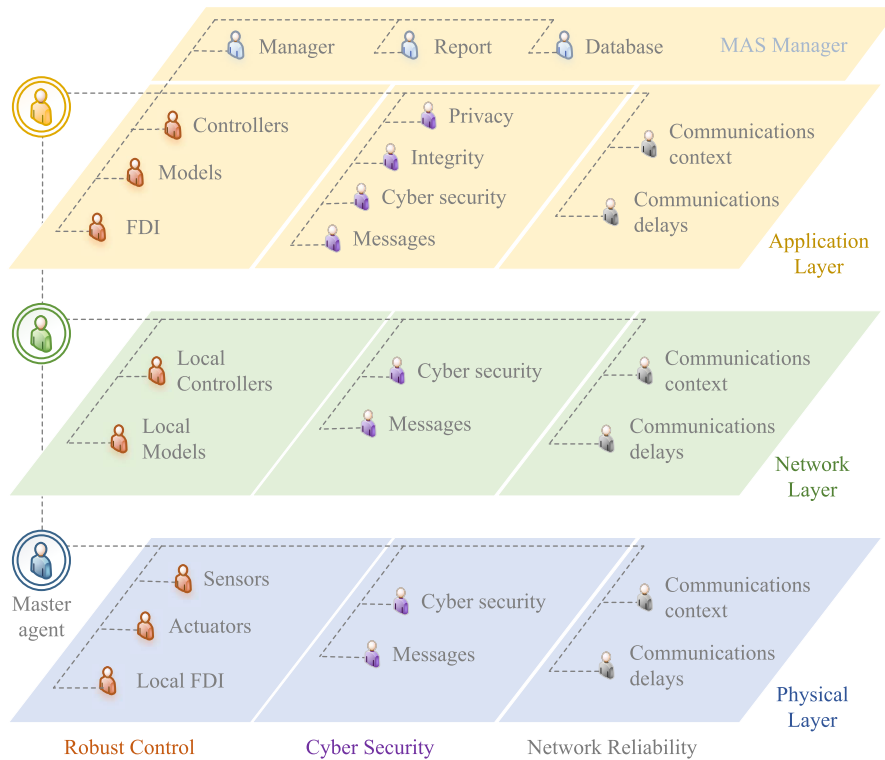 Manager
Report
Database
MAS Manager
Controllers
Privacy
Communications
context
Models
Integrity
Cyber security
Communications
delays
FDI
Messages
Application
Layer
Local
Controllers
Cyber security
Communications
context
Local
Models
Messages
Communications
delays
Network
Layer
Sensors
Cyber security
Communications
context
Master
agent
Actuators
Messages
Communications
delays
Local FDI
Physical
Layer
Robust Control
Cyber Security
Network Reliability